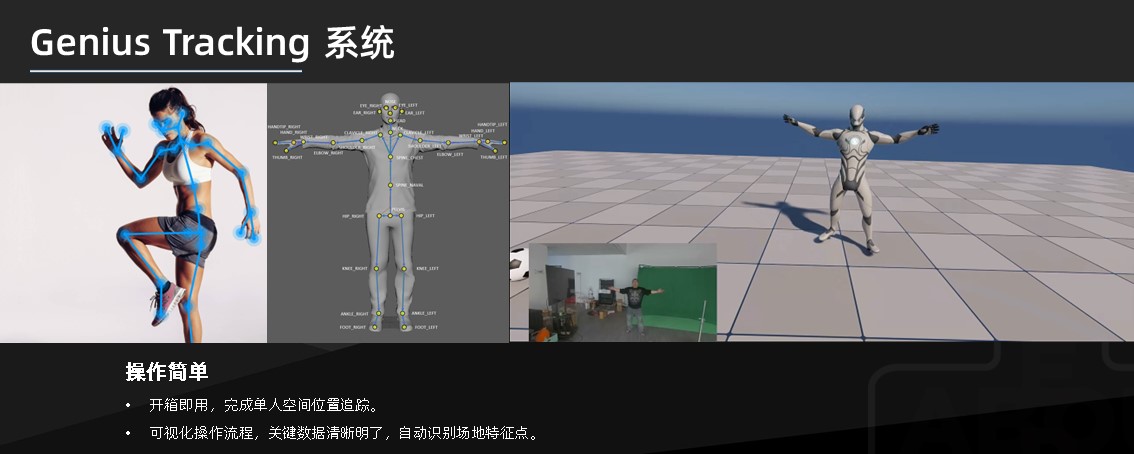 Genius Tracking 系统
EYE_RIGHT
EYE_LEFT
EAR_RIGHT
EAR_LEFT
HANDTIP_RIGHT
HANDTIP_LEFT
HAND_RIGHT
HAND_LEFT
WRIST_RIGHT
WRIST_LEFT
CLAVICLE_RIGHT
CLAVICLE_LEFT
SHOULDER_RIGHT
SHOULDER_LEFT
ELBOW_RIGHT
ELBOW_LEFT
THUMB_RIGHT
THUMB_LEFT
SPINE_CHEST
SPINE_NAVAL
PELVIS
HIP_RIGHT
HIP_LEFT
KNEE_RIGHT
KNEE_LEFT
ANKLE_RIGHT
ANKLE_LEFT
FOOT_RIGHT
FOOT_LEFT
操作简单
• 开箱即用，完成单人空间位置追踪。
• 可视化操作流程，关键数据清晰明了，自动识别场地特征点。